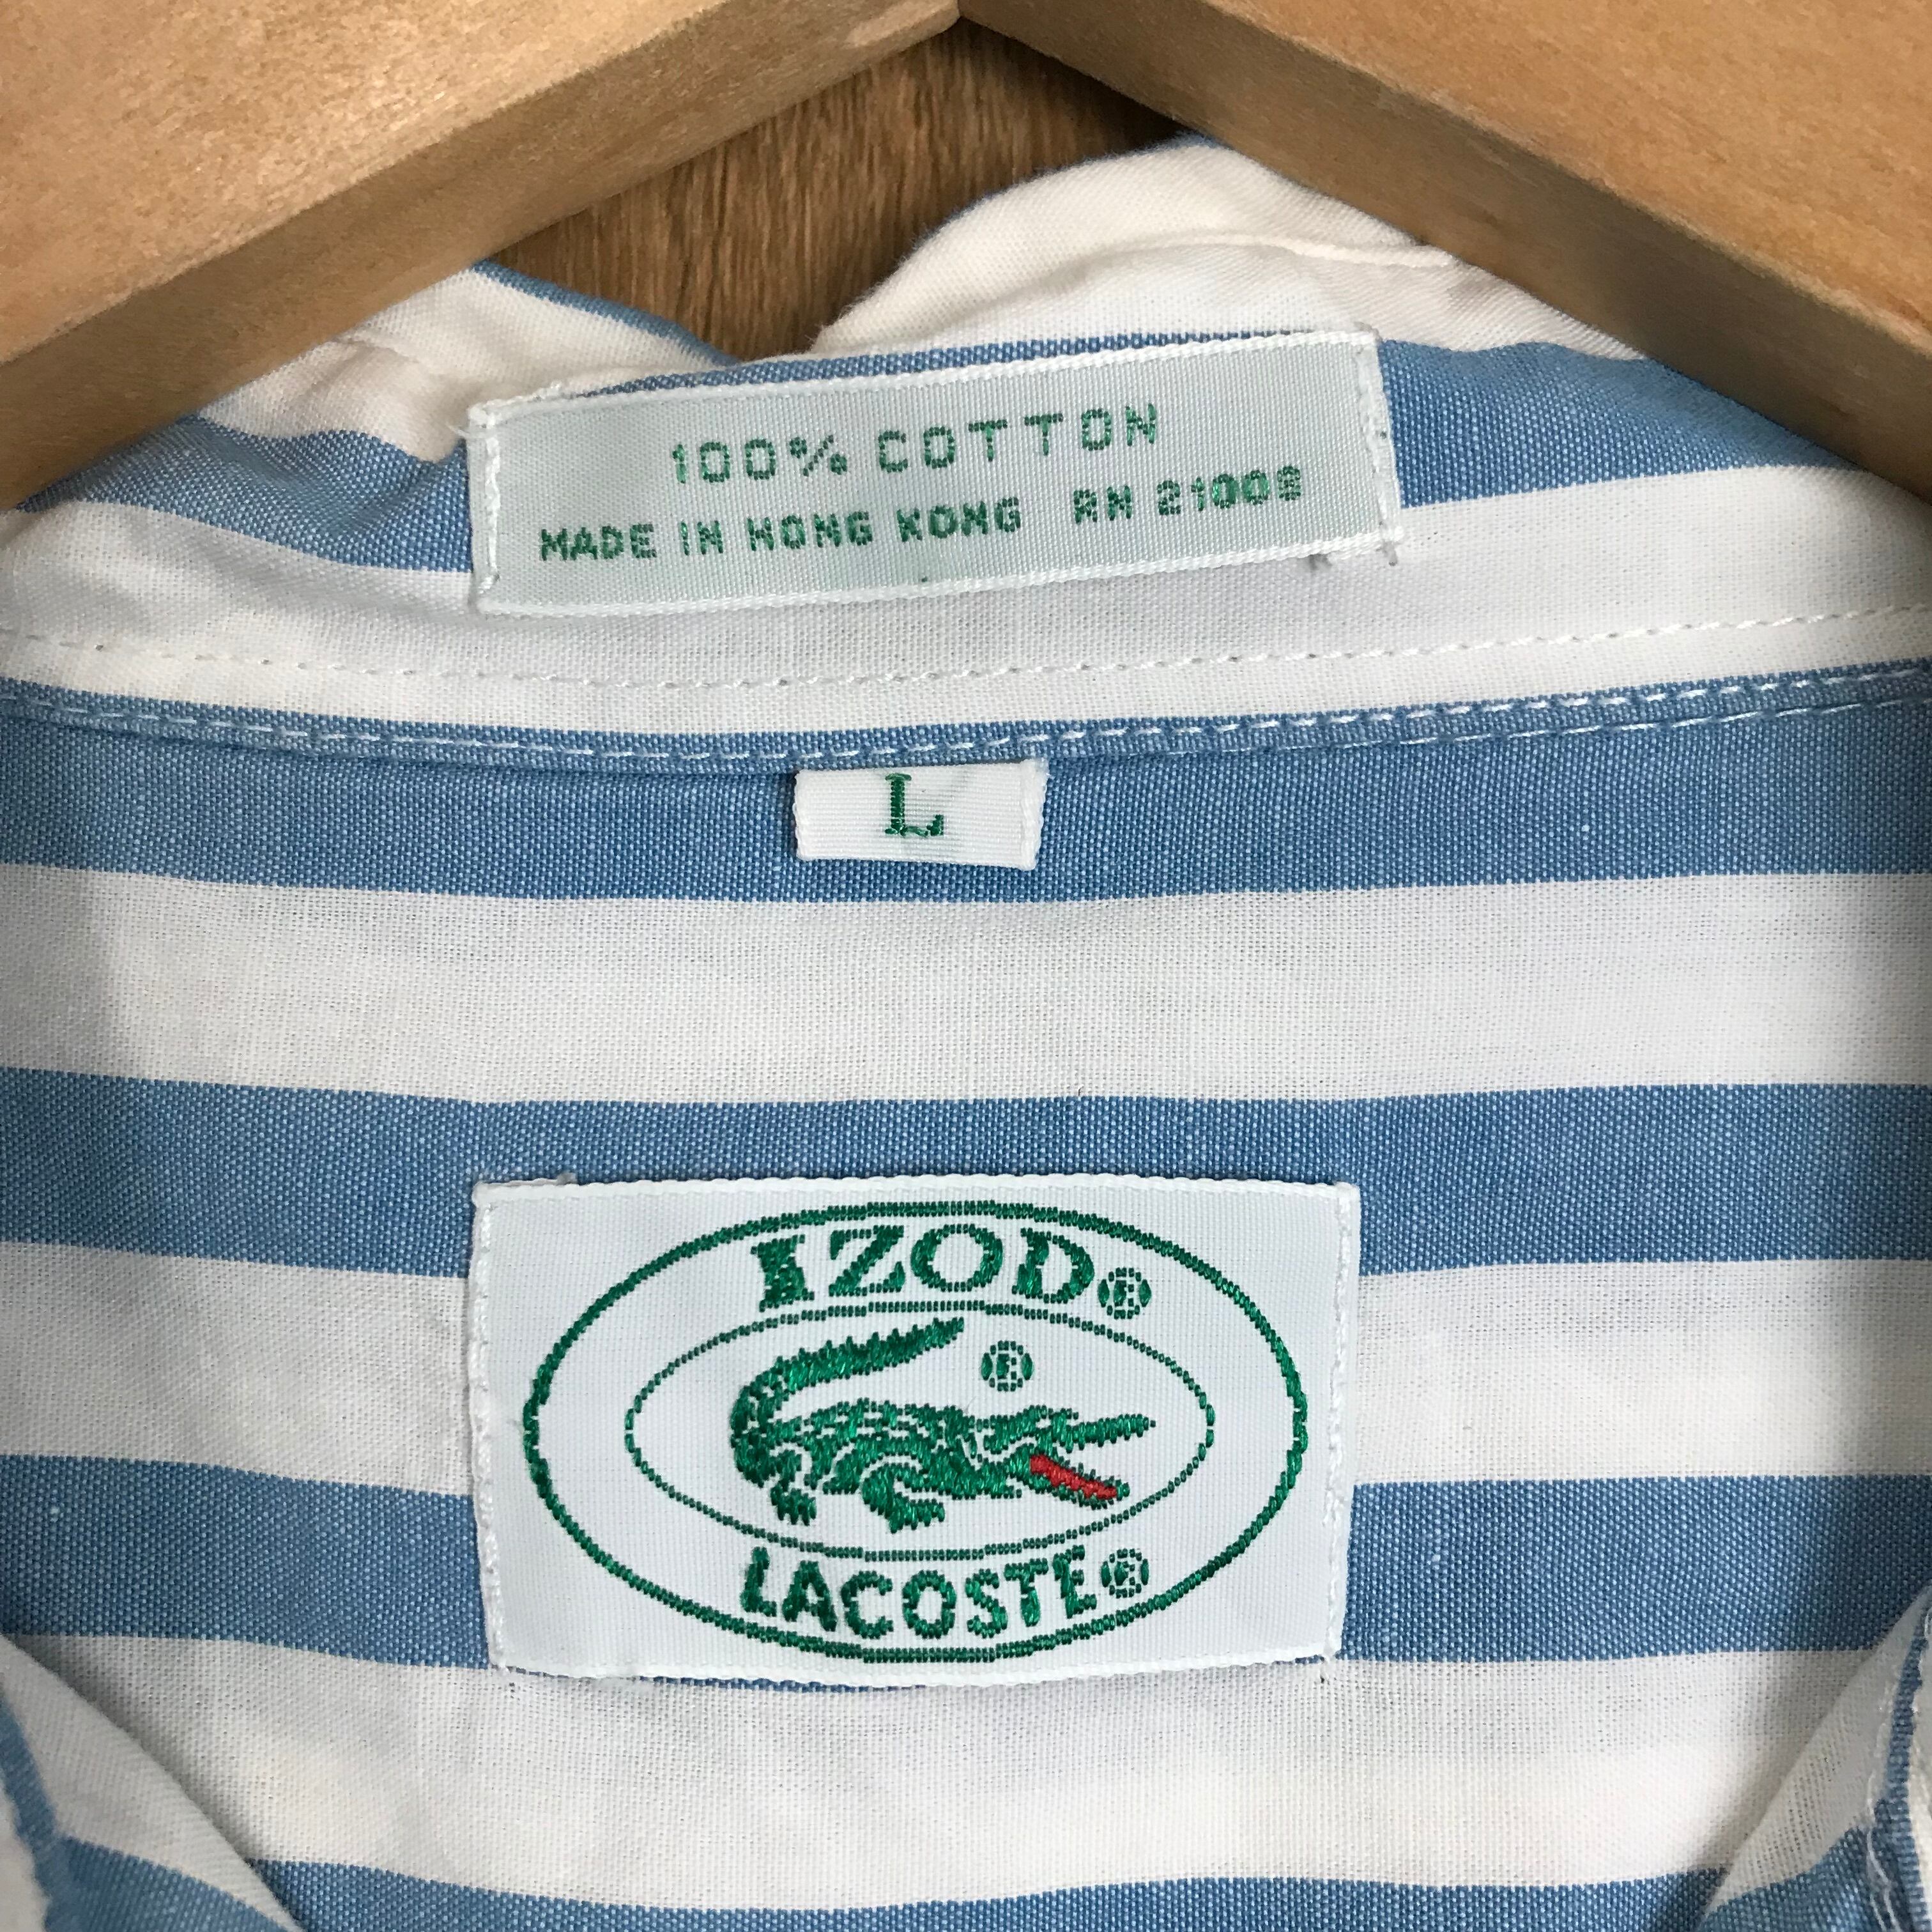 100% COTTON
MADE IN HONG KONG RN 21008
L
IZOD®
®
LACOSTE®